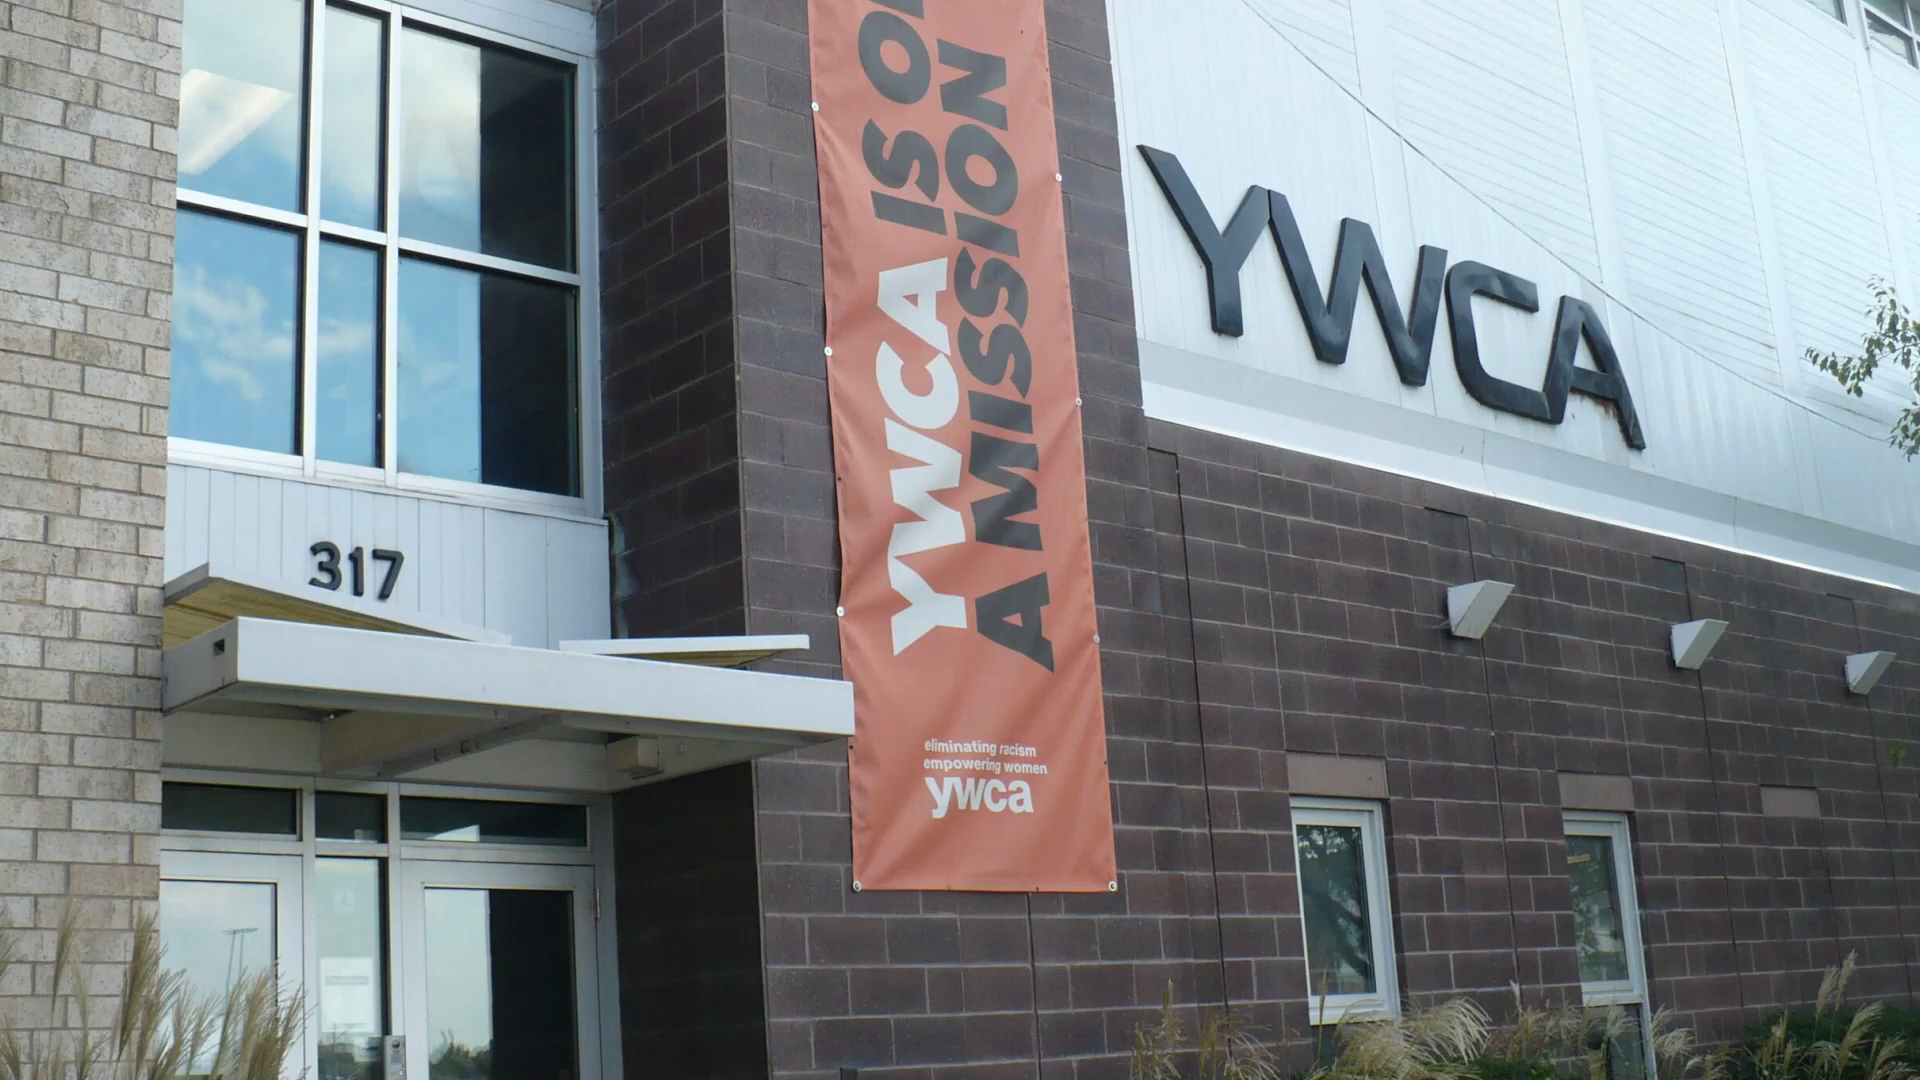 YWCA IS
A MISSION
YWCA
317
eliminating racism
empowering women
ywca